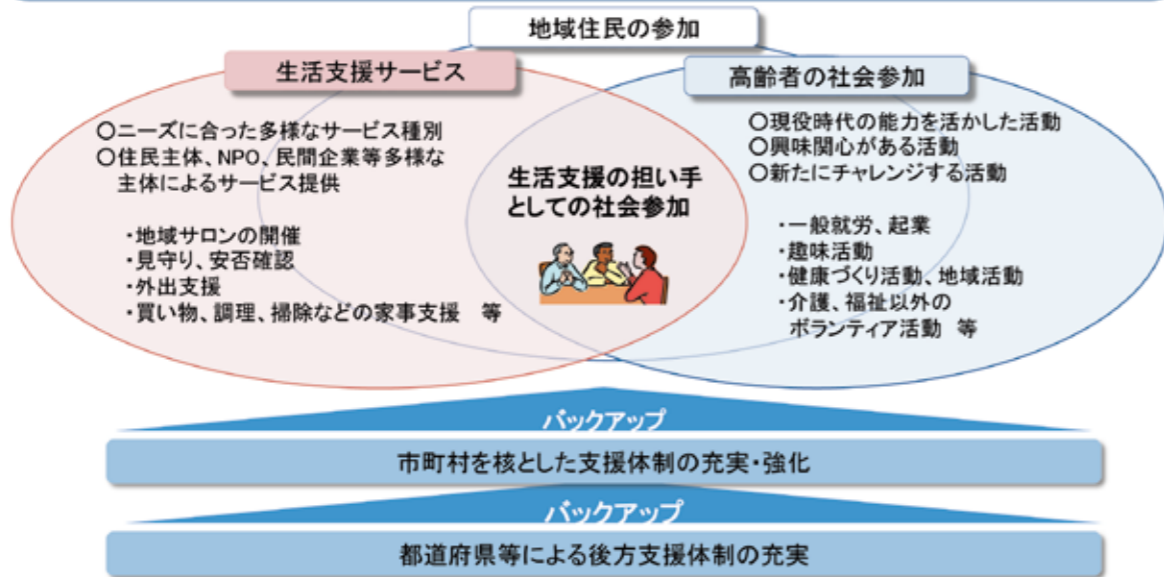 地域住民の参加
生活支援サービス
○ニーズに合った多様なサービス種別
○住民主体、NPO、民間企業等多様な
主体によるサービス提供
・地域サロンの開催
・見守り、安否確認
・外出支援
・買い物、調理、掃除などの家事支援　等
生活支援の担い手
としての社会参加
高齢者の社会参加
○現役時代の能力を活かした活動
○興味関心がある活動
○新たにチャレンジする活動
・一般就労、起業
・趣味活動
・健康づくり活動、地域活動
・介護、福祉以外の
ボランティア活動　等
バックアップ
市町村を核とした支援体制の充実・強化
バックアップ
都道府県等による後方支援体制の充実